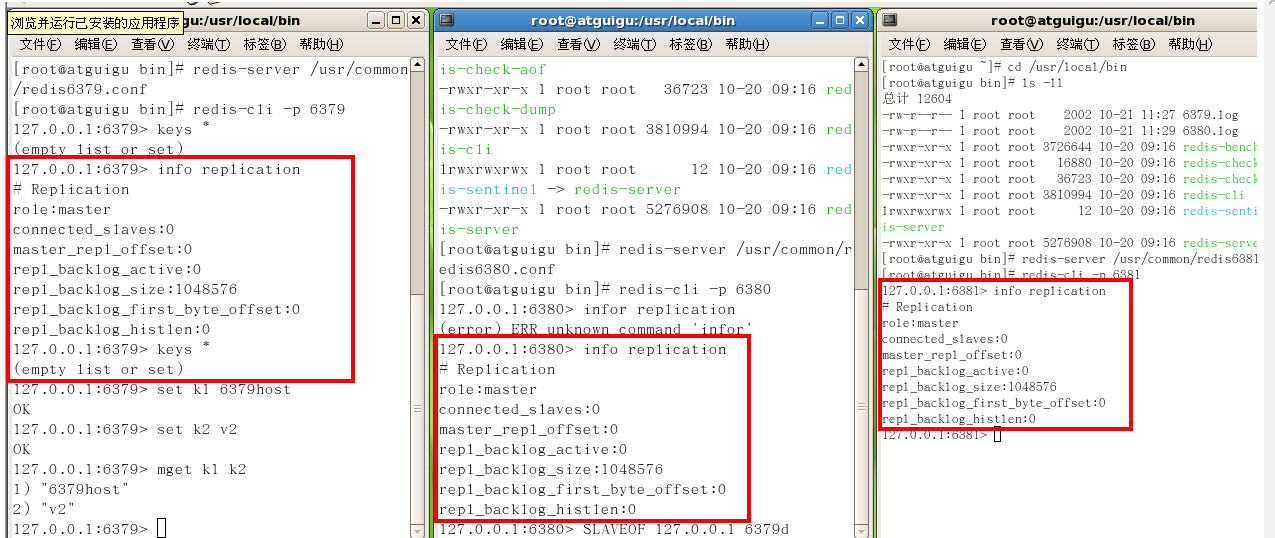 浏览并运行已安装的应用程序
:/usr/local/bin
文件(F) 编辑(E) 查看(V) 终端(T) 标签(B) 帮助(H)
[root@atguigu bin]# redis-server /usr/common
/redis6379.conf
[root@atguigu bin]# redis-cli -p 6379
127.0.0.1:6379> keys *
(empty list or set)
127.0.0.1:6379> info replication
# Replication
role:master
connected_slaves:0
master_repl_offset:0
repl_backlog_active:0
repl_backlog_size:1048576
repl_backlog_first_byte_offset:0
repl_backlog_histlen:0
127.0.0.1:6379> keys *
(empty list or set)
127.0.0.1:6379> set k1 6379host
OK
127.0.0.1:6379> set k2 v2
OK
127.0.0.1:6379> mget k1 k2
1) "6379host"
2) "v2"
127.0.0.1:6379>
root@atguigu:/usr/local/bin
文件(F) 编辑(E) 查看(V) 终端(T) 标签(B) 帮助(H)
is-check-aof
-rwxr-xr-x 1 root root 36723 10-20 09:16 red
is-check-dump
-rwxr-xr-x 1 root root 3810994 10-20 09:16 red
is-cli
lrwxrwxrwx 1 root root 12 10-20 09:16 red
is-sentinel -> redis-server
-rwxr-xr-x 1 root root 5276908 10-20 09:16 red
is-server
[root@atguigu bin]# redis-server /usr/common/r
edis6380.conf
[root@atguigu bin]# redis-cli -p 6380
127.0.0.1:6380> infor replication
(error) ERR unknown command 'infor'
127.0.0.1:6380> info replication
# Replication
role:master
connected_slaves:0
master_repl_offset:0
repl_backlog_active:0
repl_backlog_size:1048576
repl_backlog_first_byte_offset:0
repl_backlog_histlen:0
127.0.0.1:6380> SLAVEOF 127.0.0.1 6379d
root@atguigu:/usr/local/bin
文件(F) 编辑(E) 查看(V) 终端(T) 标签(B) 帮助(H)
[root@atguigu ~]# cd /usr/local/bin
[root@atguigu bin]# ls -ll
总计 12604
-rw-r--r-- 1 root root 2002 10-21 11:27 6379.log
-rw-r--r-- 1 root root 2002 10-21 11:29 6380.log
-rwxr-xr-x 1 root root 3726644 10-20 09:16 redis-bench
-rwxr-xr-x 1 root root 16880 10-20 09:16 redis-check
-rwxr-xr-x 1 root root 36723 10-20 09:16 redis-check
-rwxr-xr-x 1 root root 3810994 10-20 09:16 redis-cli
lrwxrwxrwx 1 root root 12 10-20 09:16 redis-senti
is-server
-rwxr-xr-x 1 root root 5276908 10-20 09:16 redis-serve
[root@atguigu bin]# redis-server /usr/common/redis6381
[root@atguigu bin]# redis-cli -p 6381
127.0.0.1:6381> info replication
# Replication
role:master
connected_slaves:0
master_repl_offset:0
repl_backlog_active:0
repl_backlog_size:1048576
repl_backlog_first_byte_offset:0
repl_backlog_histlen:0
127.0.0.1:6381>